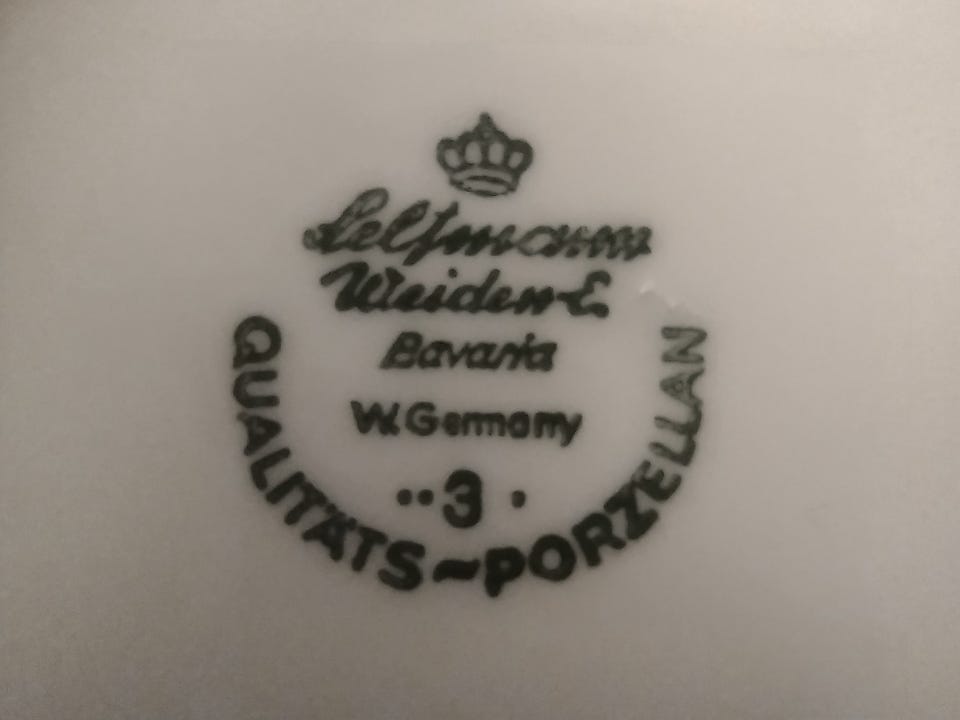 Seltmann
Weiden-E.
Bavaria
W.Germany
··3·
QUALITÄTS~PORZELLAN